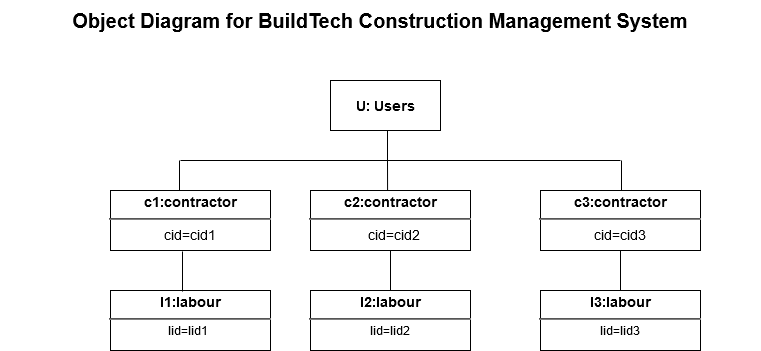 Object Diagram for BuildTech Construction Management System
U: Users
c1:contractor
c2:contractor
c3:contractor
cid=cid1
cid=cid2
cid=cid3
l1:labour
l2:labour
l3:labour
lid=lid1
lid=lid2
lid=lid3